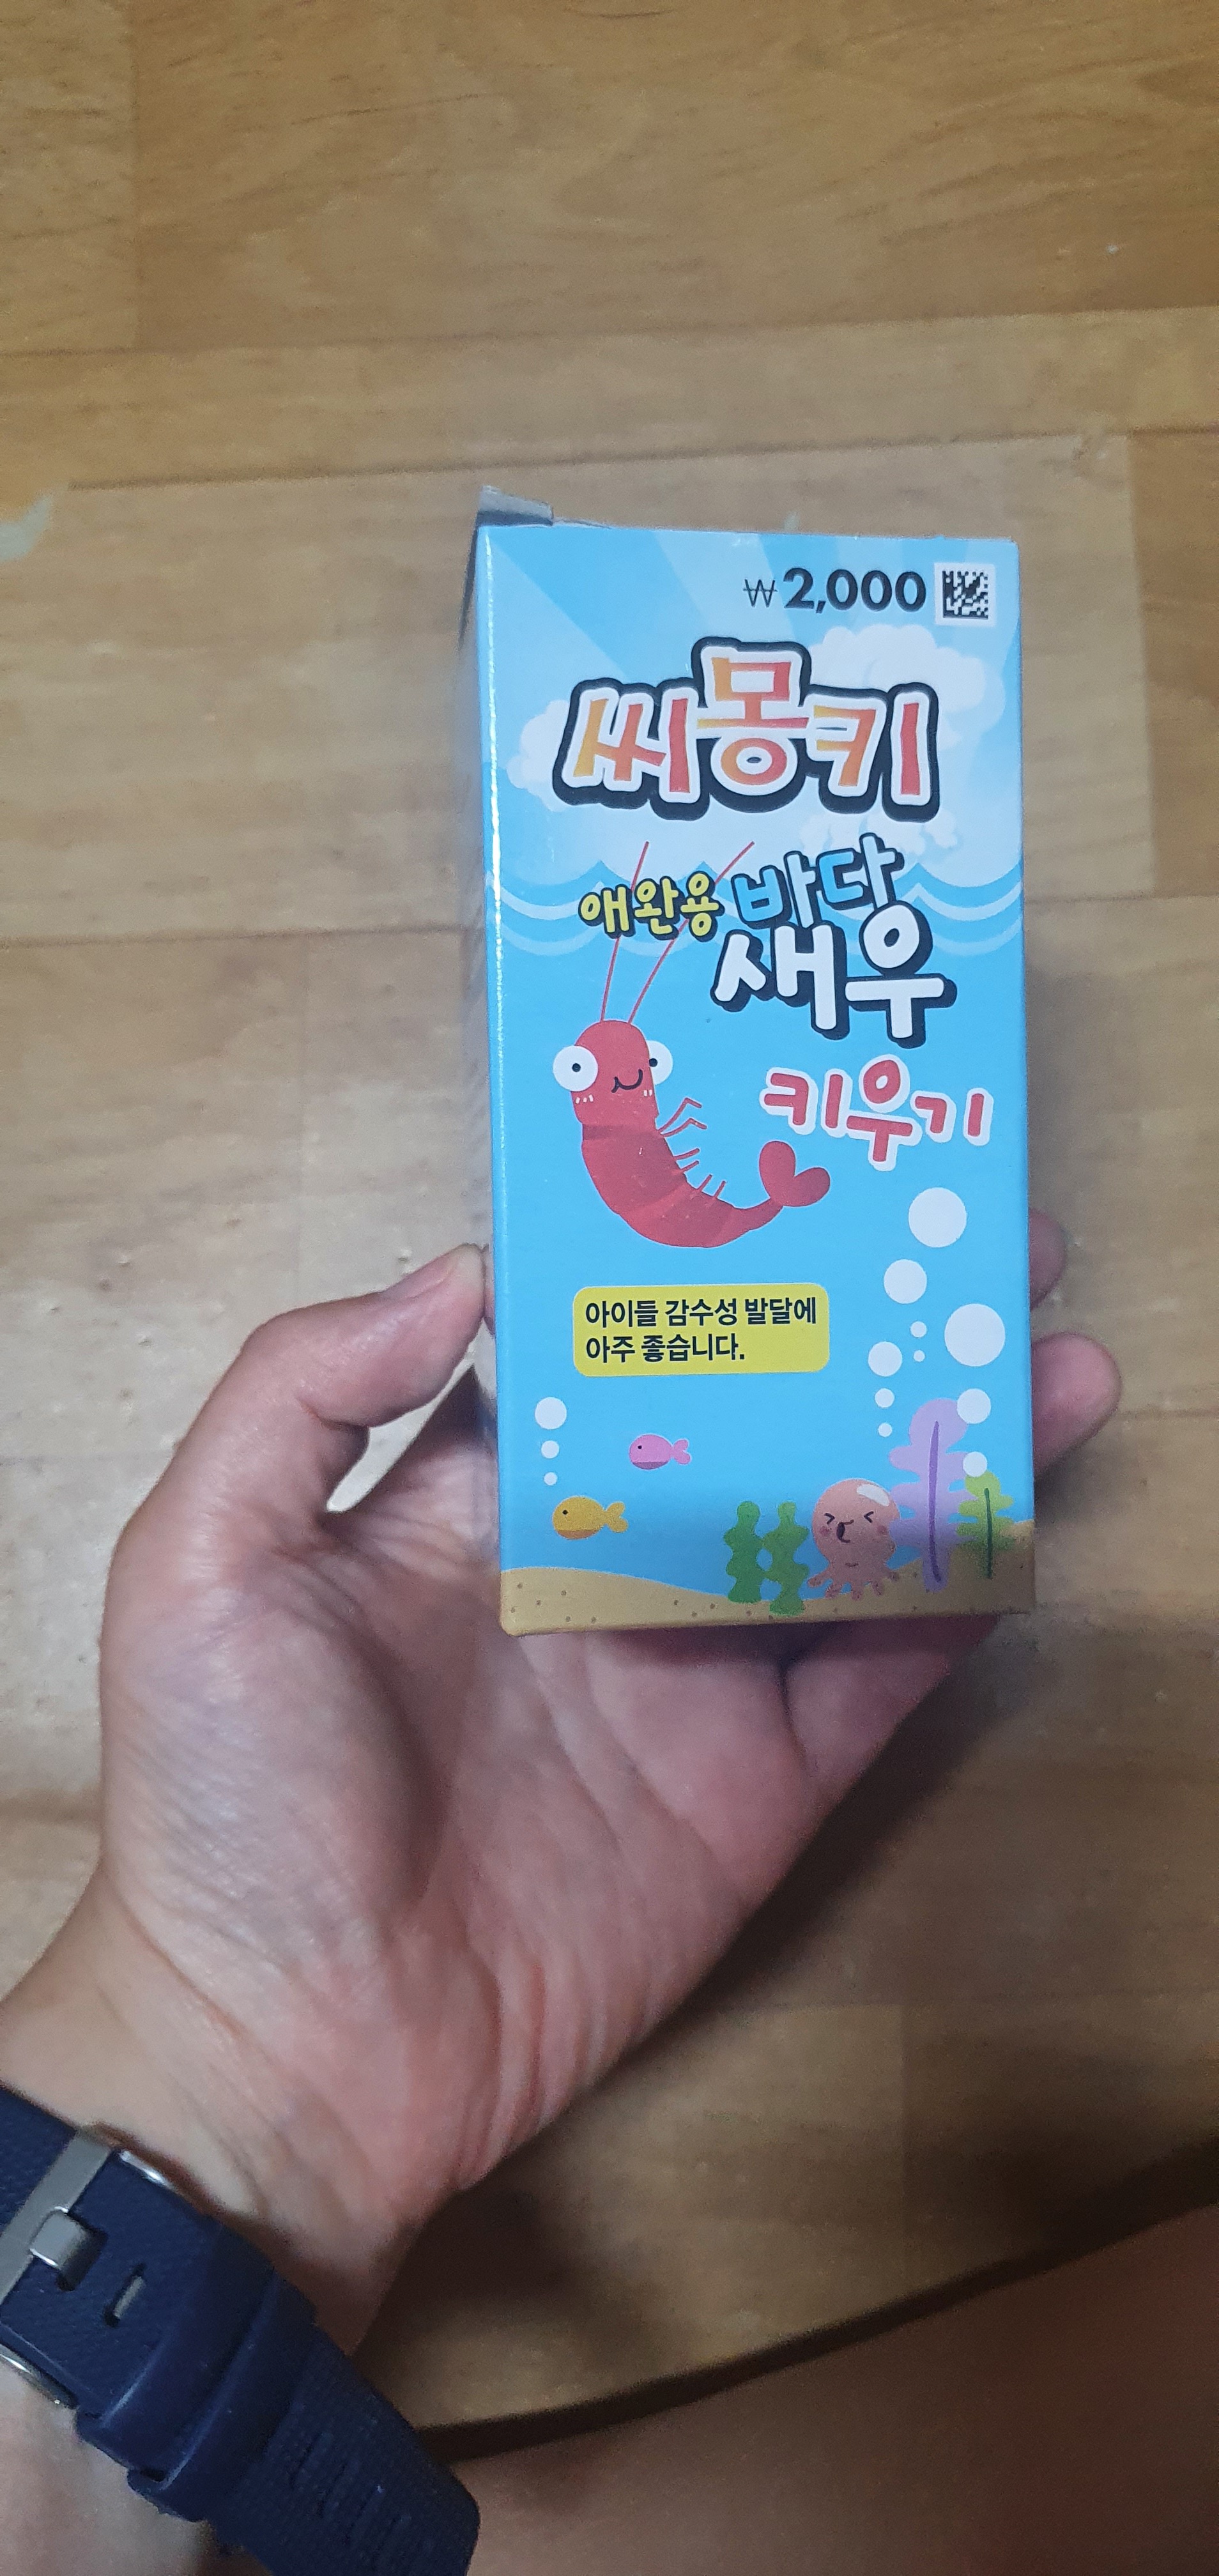 ₩2,000
씨몽키
애완용 바다
새우
키우기
아이들 감수성 발달에
아주 좋습니다.